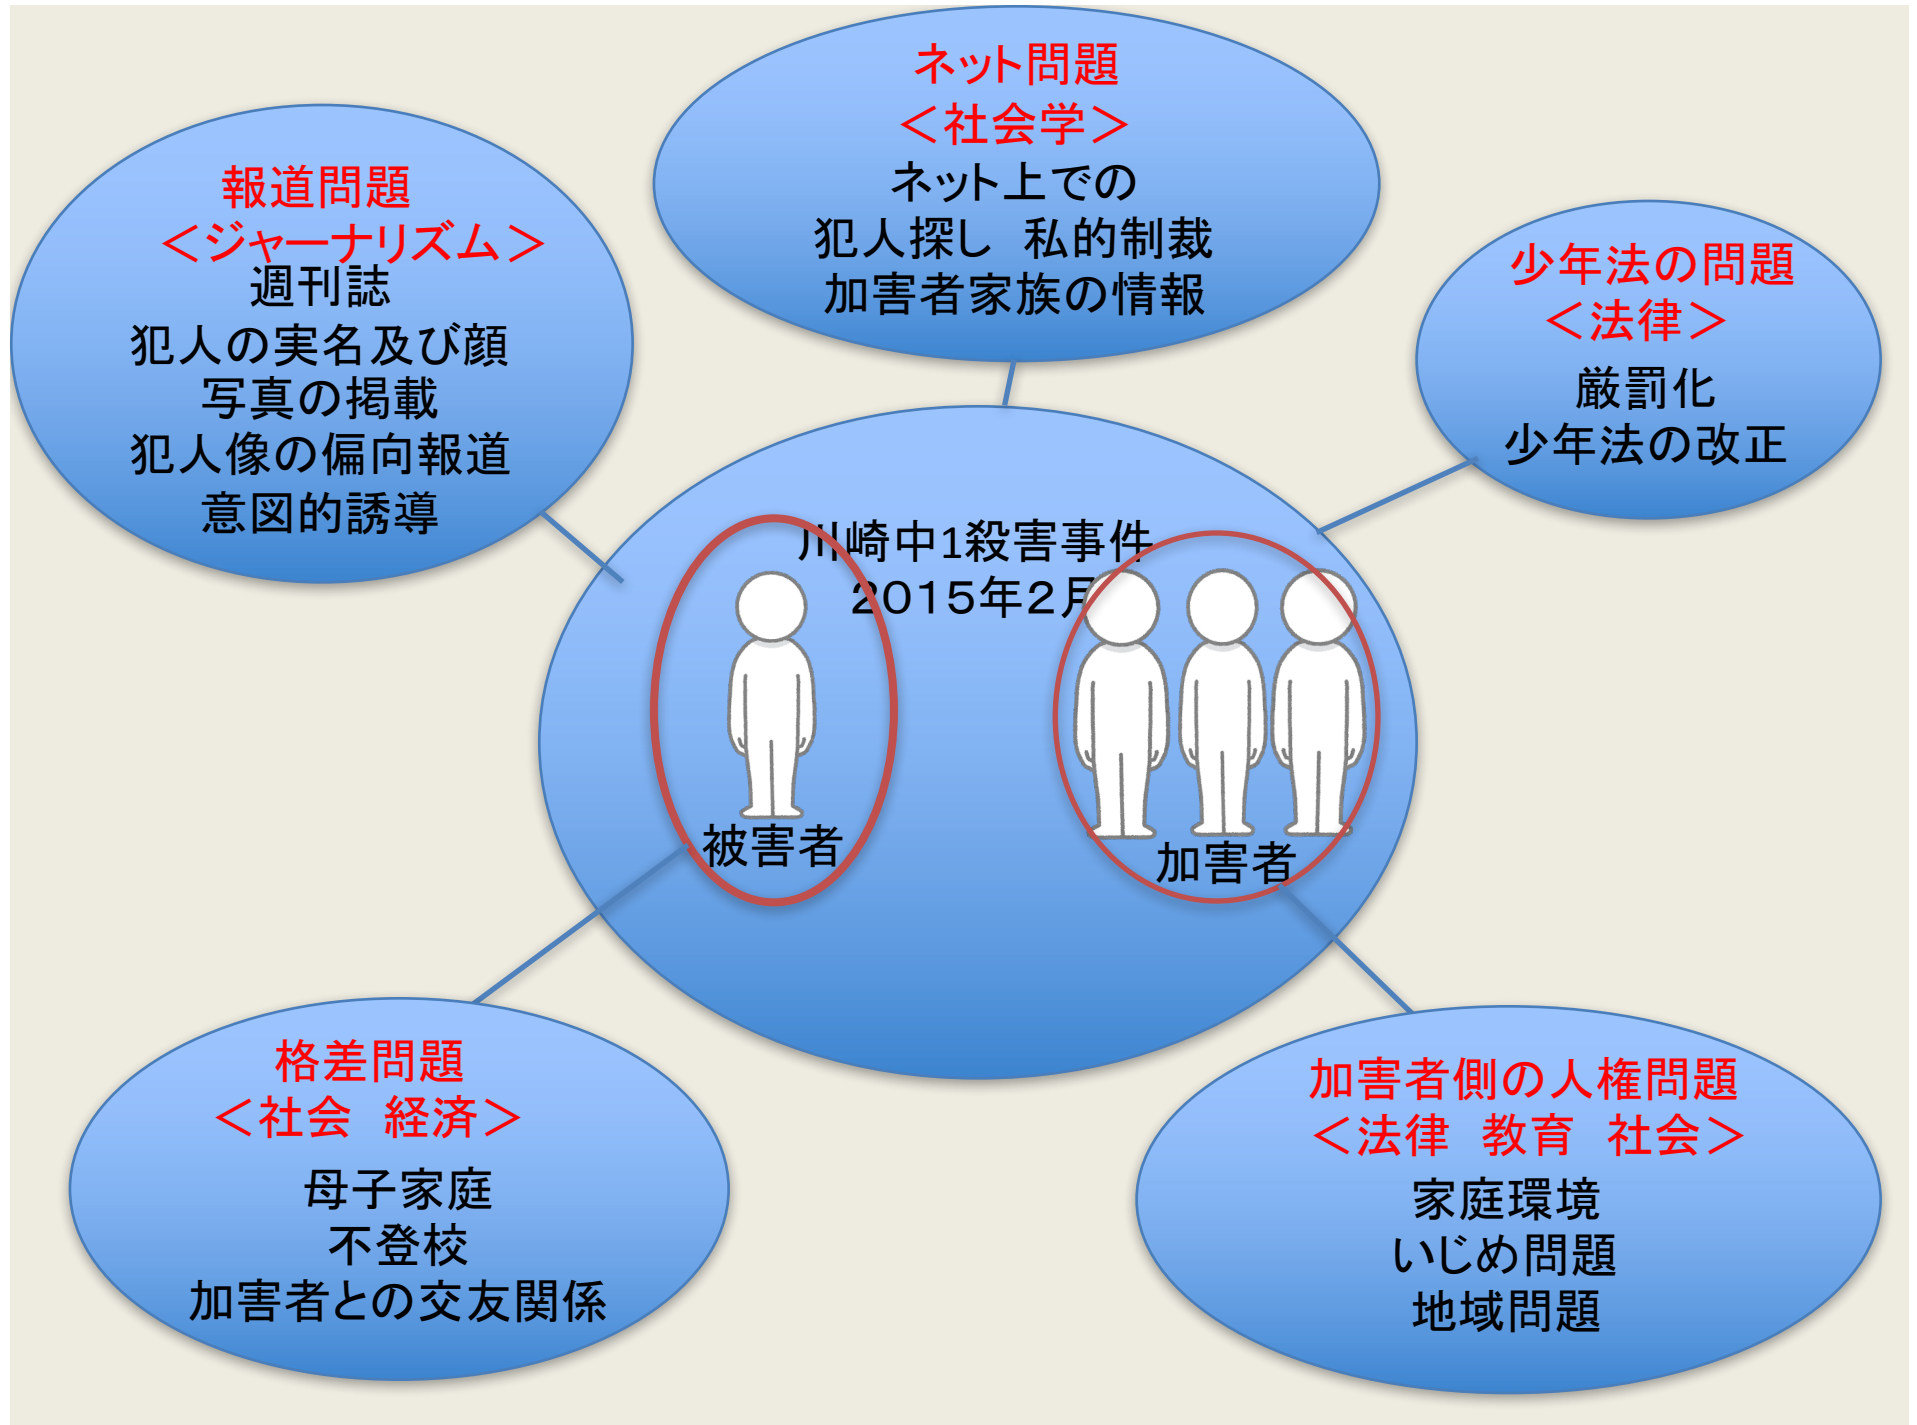 ネット問題
＜社会学＞
ネット上での
犯人探し　私的制裁
加害者家族の情報
報道問題
＜ジャーナリズム＞
週刊誌
犯人の実名及び顔
写真の掲載
犯人像の偏向報道
意図的誘導
少年法の問題
＜法律＞
厳罰化
少年法の改正
川崎中1殺害事件
２０１５年２月
被害者
加害者
格差問題
＜社会　経済＞
母子家庭
不登校
加害者との交友関係
加害者側の人権問題
＜法律　教育　社会＞
家庭環境
いじめ問題
地域問題